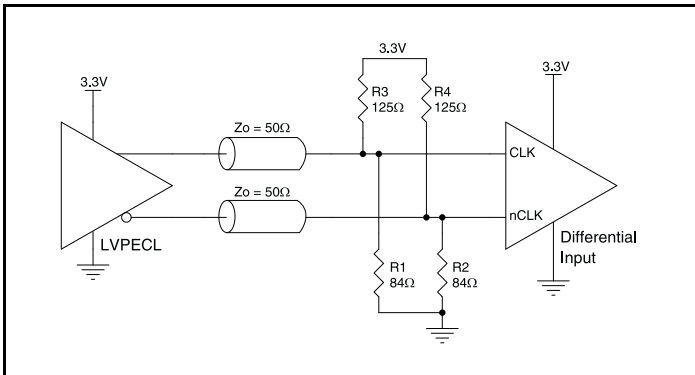 3.3V
3.3V
3.3V
R3
125Ω
R4
125Ω
Zo = 50Ω
CLK
Zo = 50Ω
nCLK
LVPECL
Differential
Input
R1
84Ω
R2
84Ω